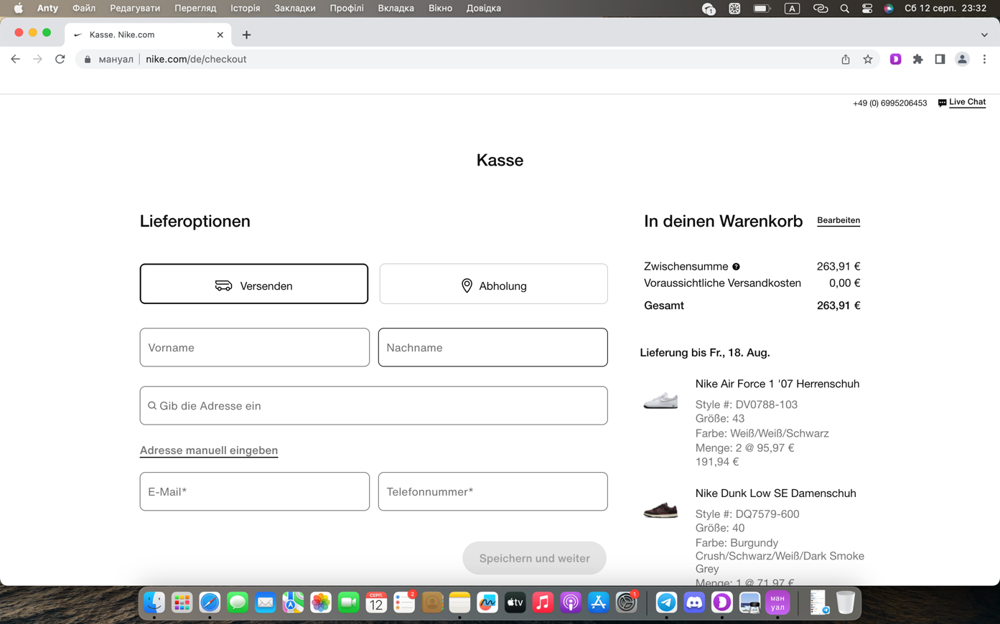 Anty Файл Редагувати Перегляд Історія Закладки Профілі Вкладка Вікно Довідка 1 A Сб 12 серп. 23:32
Kasse. Nike.com
мануал nike.com/de/checkout
+49 (0) 6995206453 Live Chat
Kasse
Lieferoptionen
Versenden Abholung
Vorname Nachname
Gib die Adresse ein
Adresse manuell eingeben
E-Mail* Telefonnummer*
Speichern und weiter
In deinen Warenkorb Bearbeiten
Zwischensumme ? 263,91 €
Voraussichtliche Versandkosten 0,00 €
Gesamt 263,91 €
Lieferung bis Fr., 18. Aug.
Nike Air Force 1 '07 Herrenschuh
Style #: DV0788-103
Größe: 43
Farbe: Weiß/Weiß/Schwarz
Menge: 2 @ 95,97 €
191,94 €
Nike Dunk Low SE Damenschuh
Style #: DQ7579-600
Größe: 40
Farbe: Burgundy
Crush/Schwarz/Weiß/Dark Smoke
Grey
Menge: 1 @ 71,97 €
СЕРП.
12
2
tv
1
ман
уал